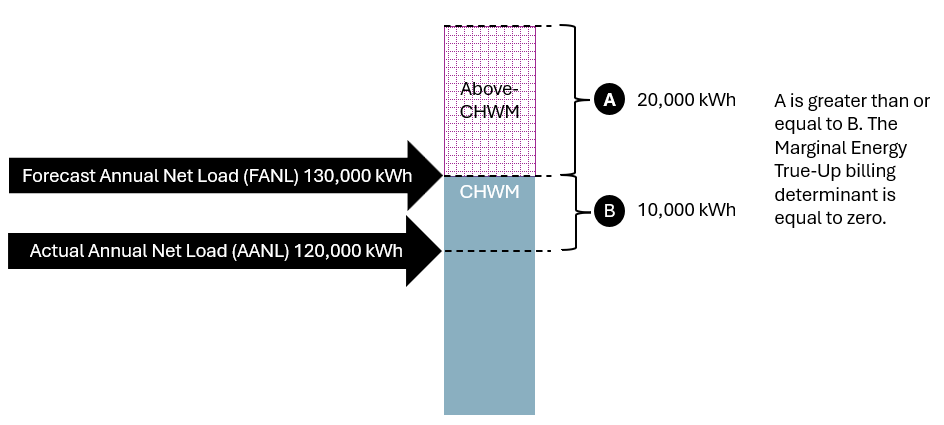 Above-
CHWM
A
20,000 kWh
A is greater than or
equal to B. The
Marginal Energy
True-Up billing
determinant is
equal to zero.
Forecast Annual Net Load (FANL) 130,000 kWh
CHWM
B
10,000 kWh
Actual Annual Net Load (AANL) 120,000 kWh